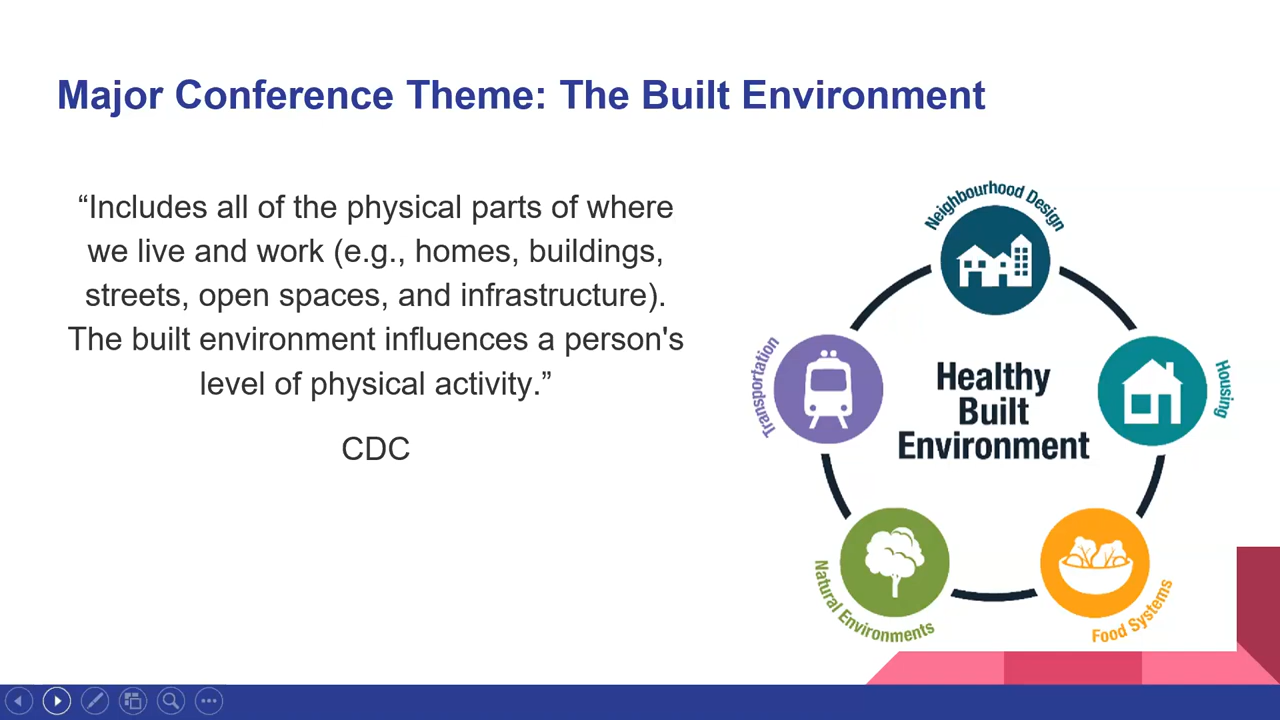 Major Conference Theme: The Built Environment
“Includes all of the physical parts of where
we live and work (e.g., homes, buildings,
streets, open spaces, and infrastructure).
The built environment influences a person's
level of physical activity.”
CDC
Neighbourhood Design
Transportation
Housing
Healthy
Built
Environment
Natural Environments
Food Systems